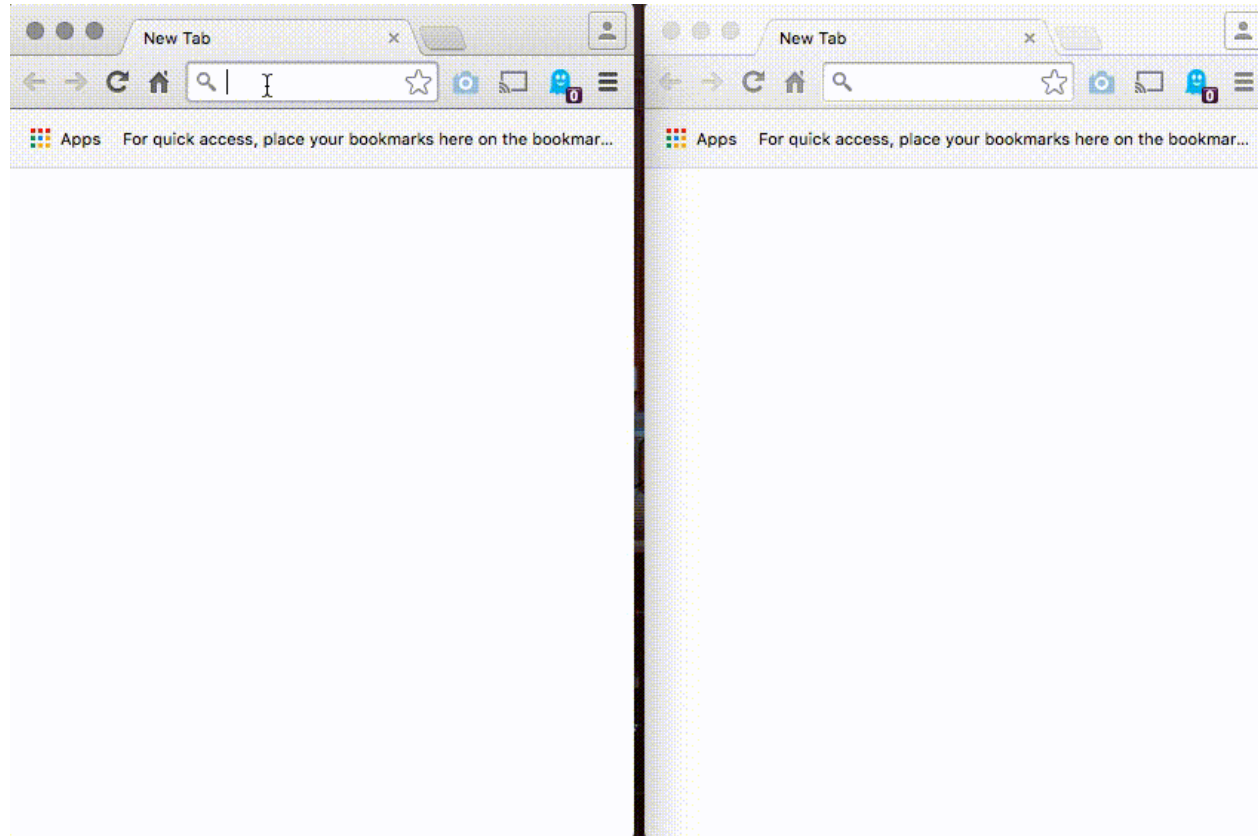 New Tab
0
Apps For quick access, place your bookmarks here on the bookmar...
New Tab
0
Apps For quick access, place your bookmarks here on the bookmar...